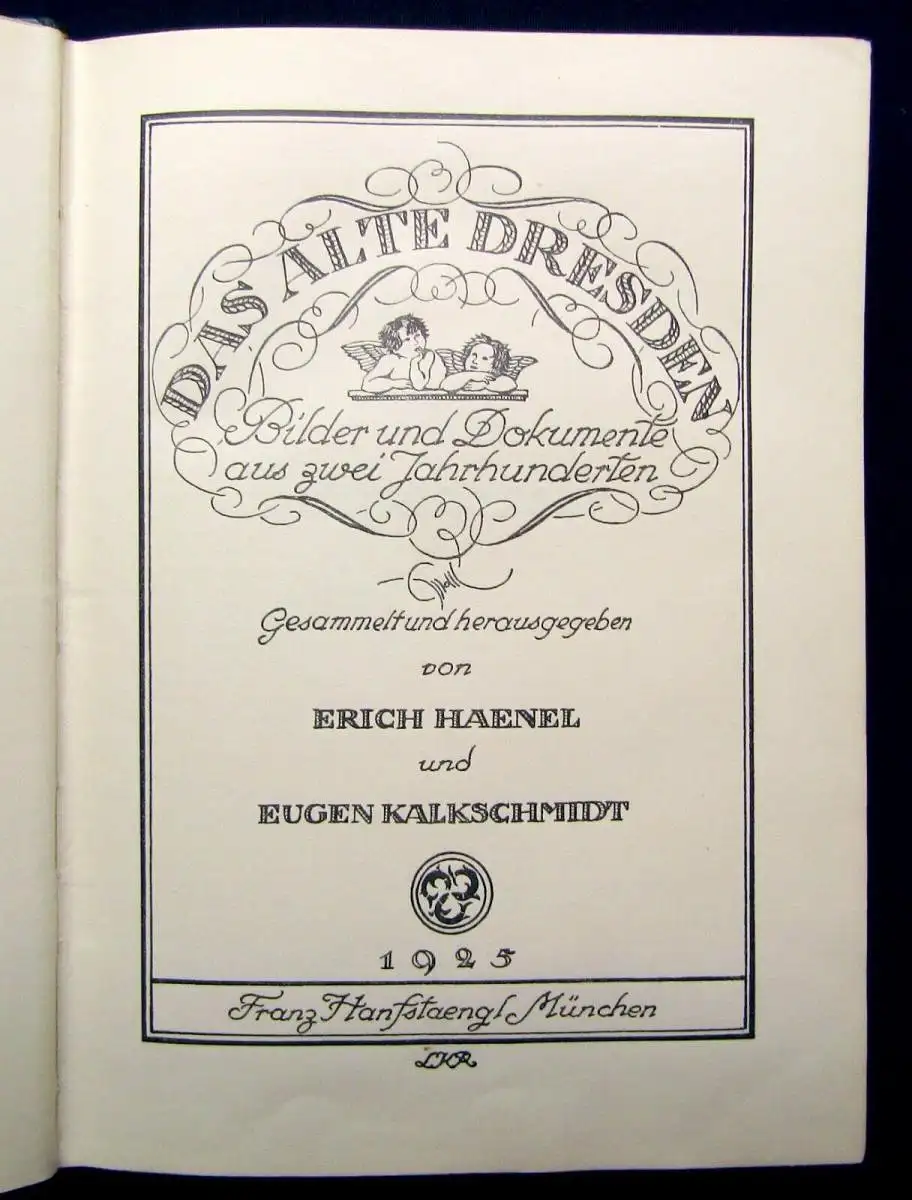 DAS ALTE DRESDEN
Bilder und Dokumente
aus zwei Jahrhunderten
Gesammelt und herausgegeben
von
ERICH HAENEL
und
EUGEN KALKSCHMIDT
1925
Franz Hanfstaengl München
LKR